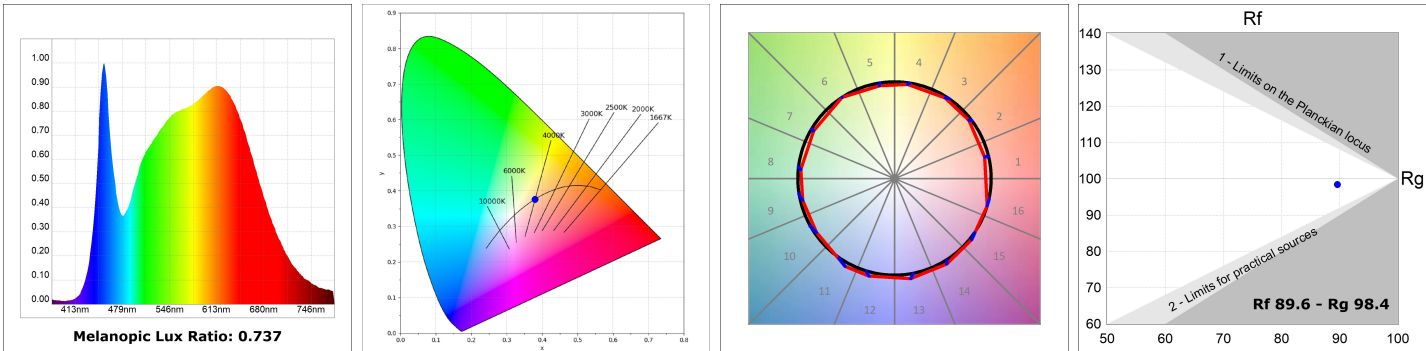 1.00
0.90
0.80
0.70
0.60
0.50
0.40
0.30
0.20
0.10
0.00
413nm 479nm 546nm 613nm 680nm 746nm
Melanopic Lux Ratio: 0.737
0.9
0.8
0.7
0.6
0.5
0.4
0.3
0.2
0.1
0.0
y
0.0 0.1 0.2 0.3 0.4 0.5 0.6 0.7 0.8
x
10000K
6000K
4000K
3000K
2500K
2000K
1667K
1
2
3
4
5
6
7
8
9
10
11
12
13
14
15
16
Rf
140
130
120
110
100
90
80
70
60
50 60 70 80 90 100
Rg
1 - Limits on the Planckian locus
2 - Limits for practical sources
Rf 89.6 - Rg 98.4